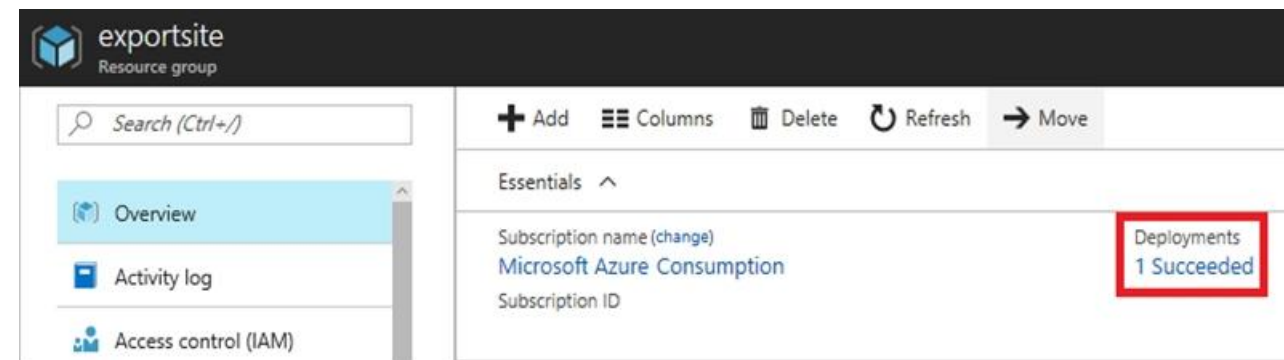 exportsite
Resource group
Search (Ctrl+/)
Add Columns Delete Refresh Move
Essentials
Overview
Activity log
Access control (IAM)
Subscription name (change)
Microsoft Azure Consumption
Subscription ID
Deployments
1 Succeeded